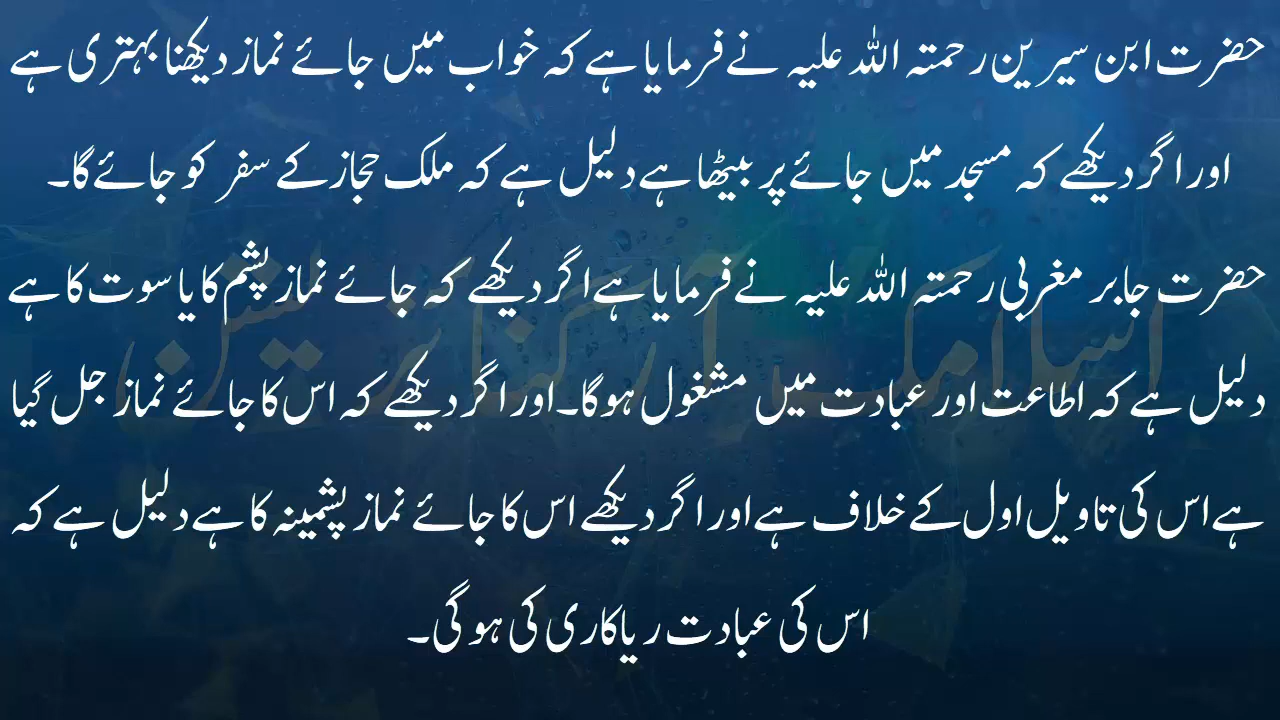 حضرت ابن سیرین رحمتہ اللہ علیہ نے فرمایا ہے کہ خواب میں جائے نماز دیکھنا بہتری ہے
اور اگر دیکھے کہ مسجد میں جائے پر بیٹھا ہے دلیل ہے کہ ملک حجاز کے سفر کو جائے گا۔
حضرت جابر مغربی رحمتہ اللہ علیہ نے فرمایا ہے اگر دیکھے کہ جائے نماز پشم کا یا سوت کا ہے
دلیل ہے کہ اطاعت اور عبادت میں مشغول ہوگا۔ اور اگر دیکھے کہ اس کا جائے نماز جل گیا
ہے اس کی تاویل اول کے خلاف ہے اور اگر دیکھے اس کا جائے نماز پشمینہ کا ہے دلیل ہے کہ
اس کی عبادت ریاکاری کی ہو گی۔
اسلامک آرگنائزیشن